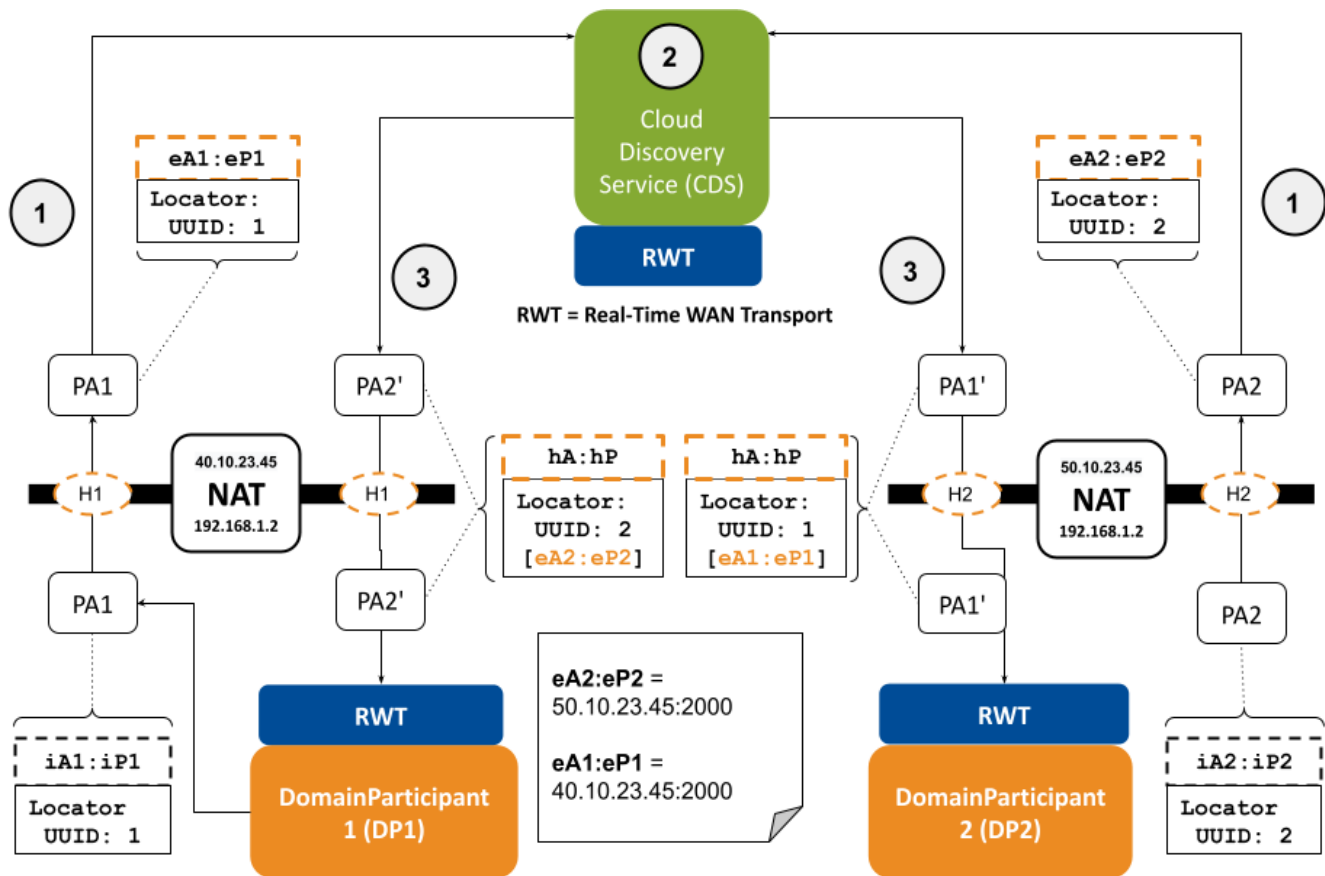 2
Cloud
Discovery
Service (CDS)
RWT
RWT = Real-Time WAN Transport
1
eA1:eP1
Locator:
UUID: 1
3
3
eA2:eP2
Locator:
UUID: 2
1
PA1
PA2'
PA1'
PA2
H1
40.10.23.45
NAT
192.168.1.2
H1
hA:hP
Locator:
UUID: 2
[eA2:eP2]
hA:hP
Locator:
UUID: 1
[eA1:eP1]
H2
50.10.23.45
NAT
192.168.1.2
H2
PA1
PA2'
PA1'
PA2
iA1:iP1
Locator
UUID: 1
RWT
DomainParticipant
1 (DP1)
eA2:eP2 =
50.10.23.45:2000
eA1:eP1 =
40.10.23.45:2000
RWT
DomainParticipant
2 (DP2)
iA2:iP2
Locator
UUID: 2